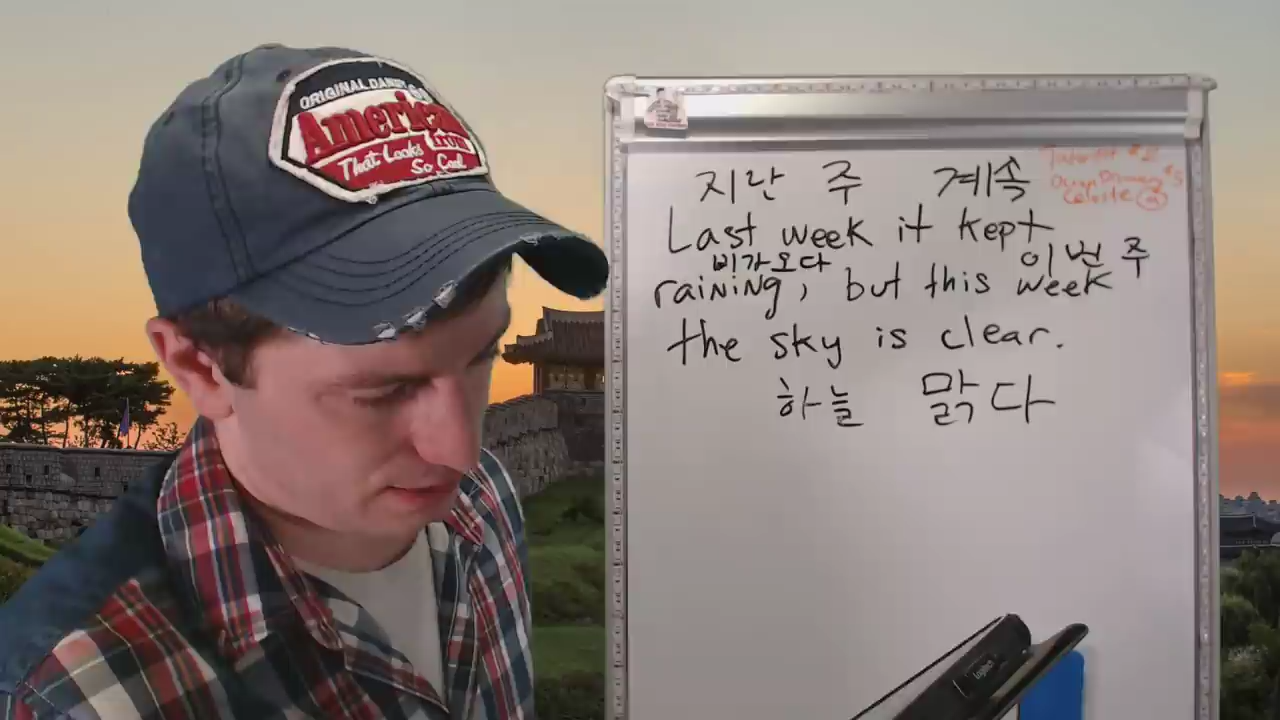 ORIGINAL
American
That Looks
So Cool
지난 주 계속
Last week it kept
비가오다 이번 주
raining, but this week
the sky is clear.
하늘 맑다
logitech